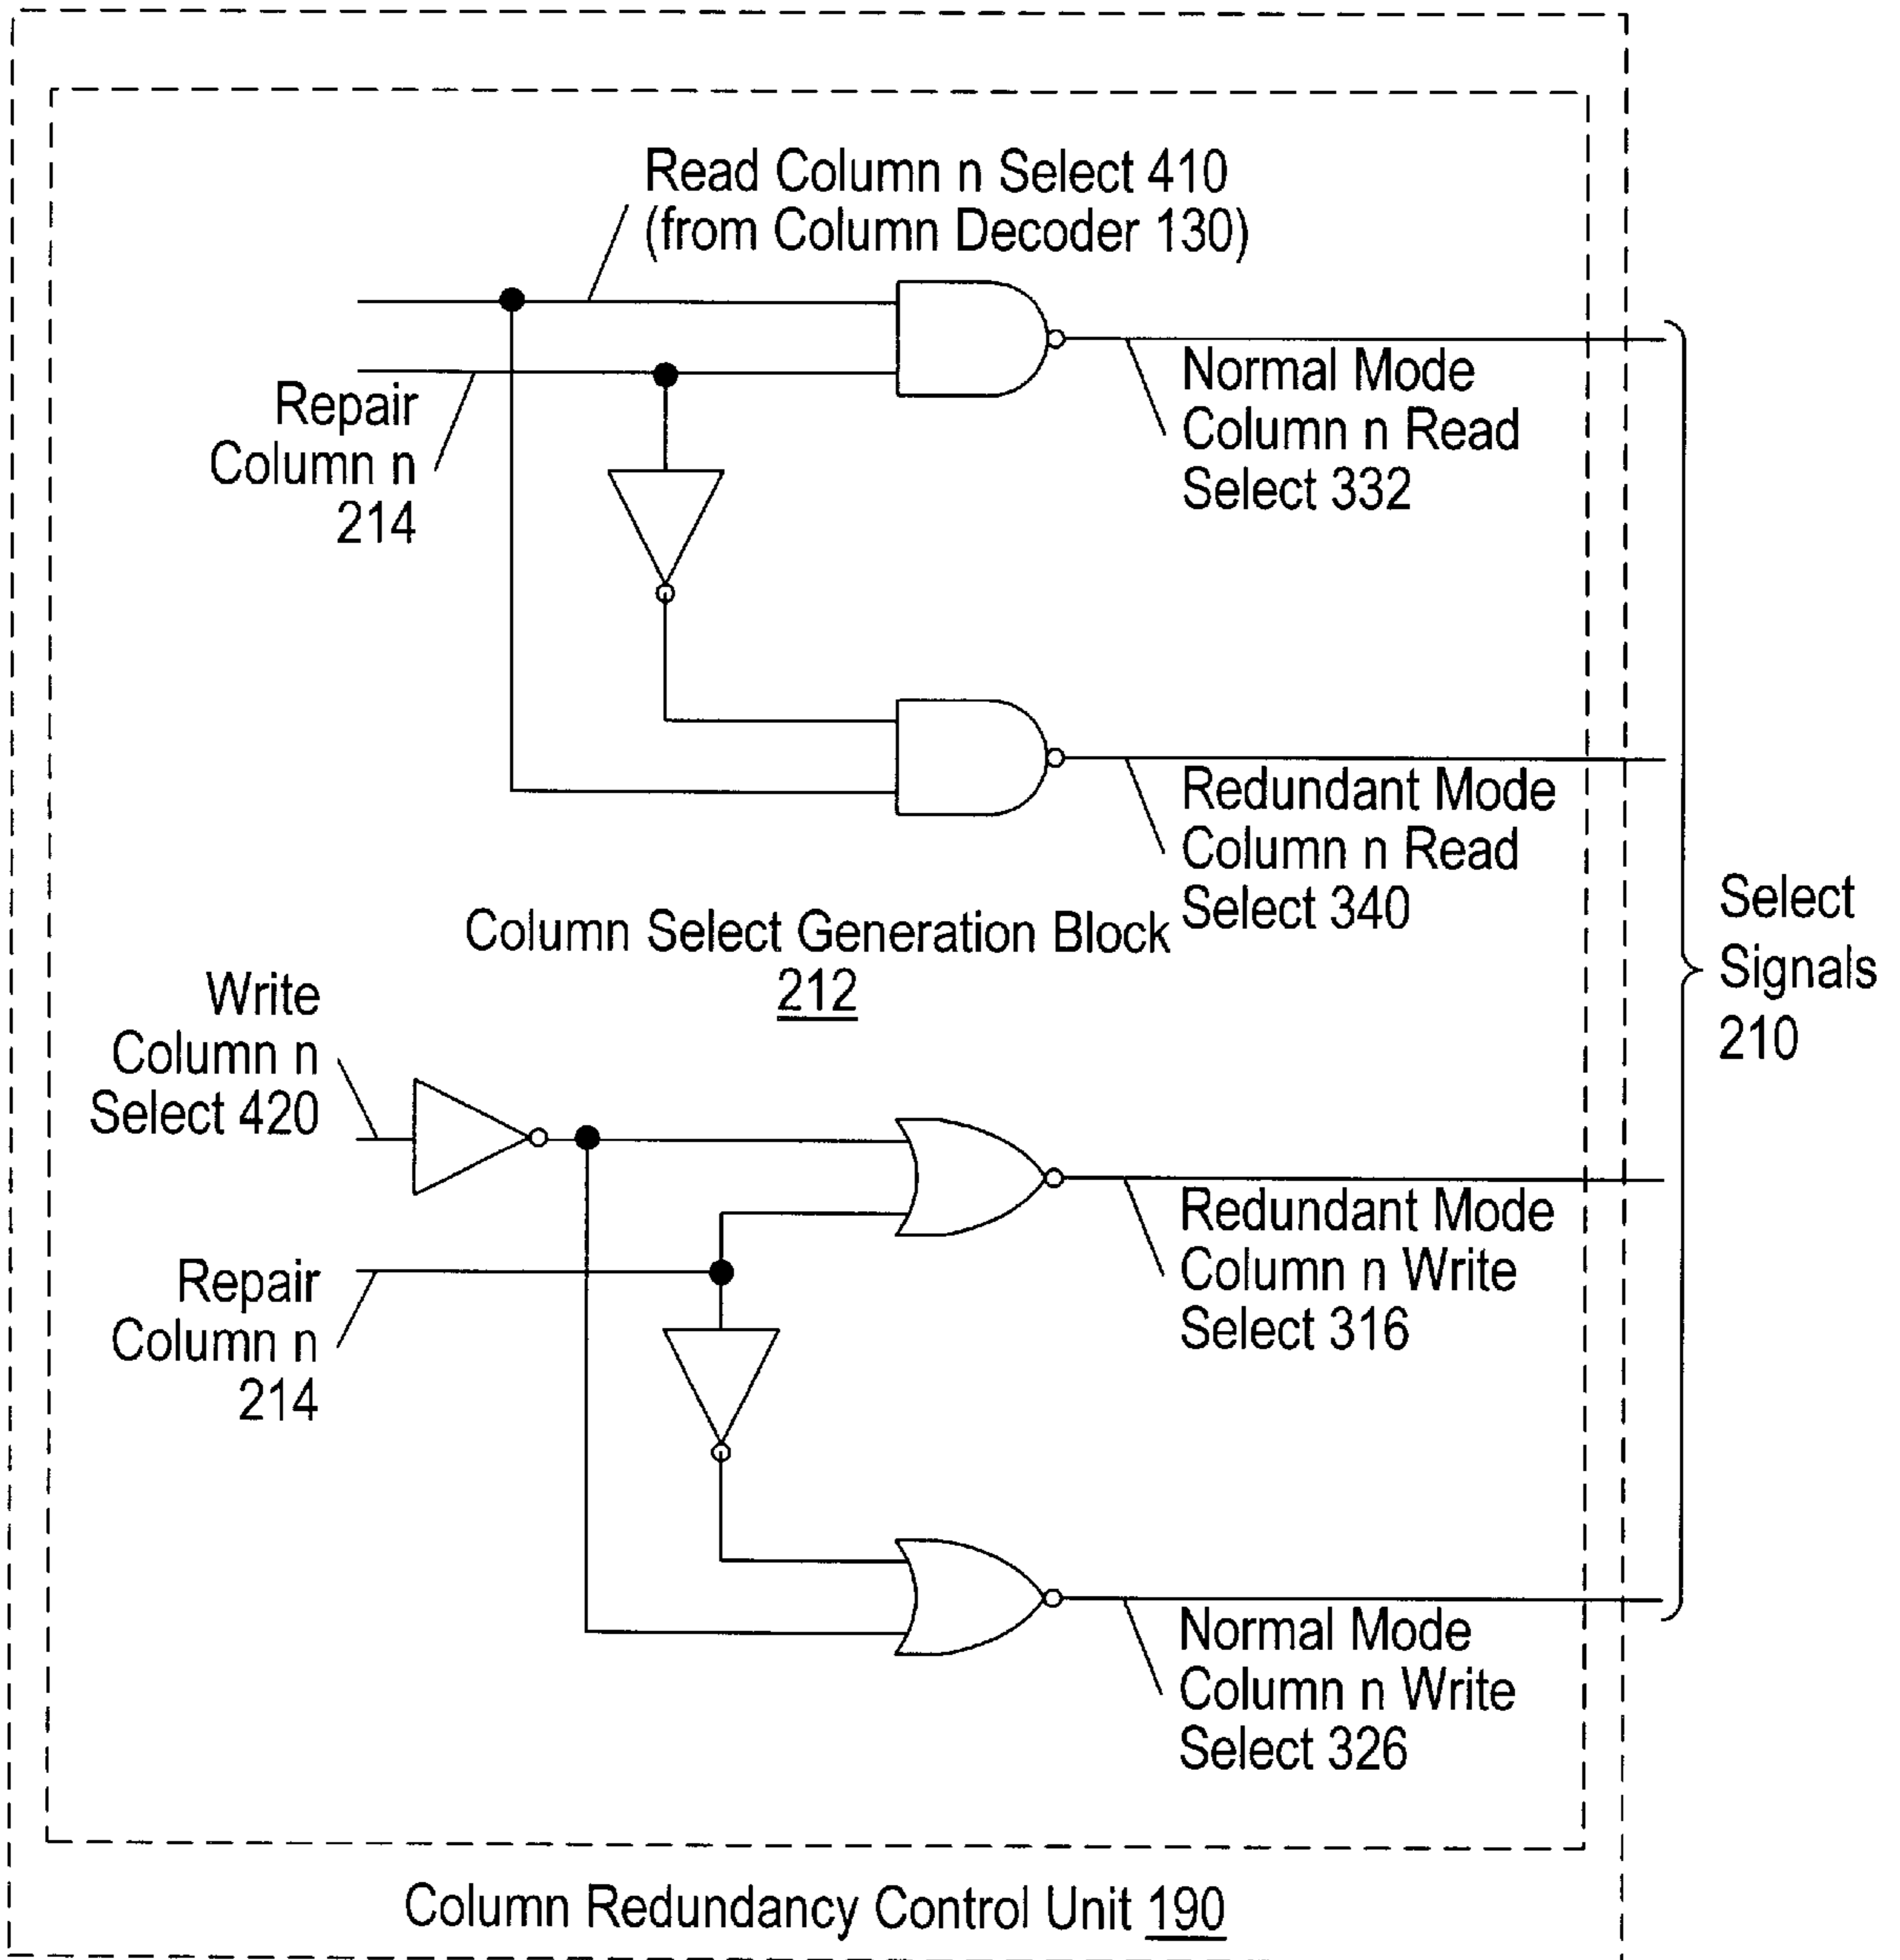 Read Column n Select 410
(from Column Decoder 130)
Repair
Column n
214
Normal Mode
Column n Read
Select 332
Redundant Mode
Column n Read
Select 340
Column Select Generation Block
212
Select
Signals
210
Write
Column n
Select 420
Redundant Mode
Column n Write
Select 316
Repair
Column n
214
Normal Mode
Column n Write
Select 326
Column Redundancy Control Unit 190